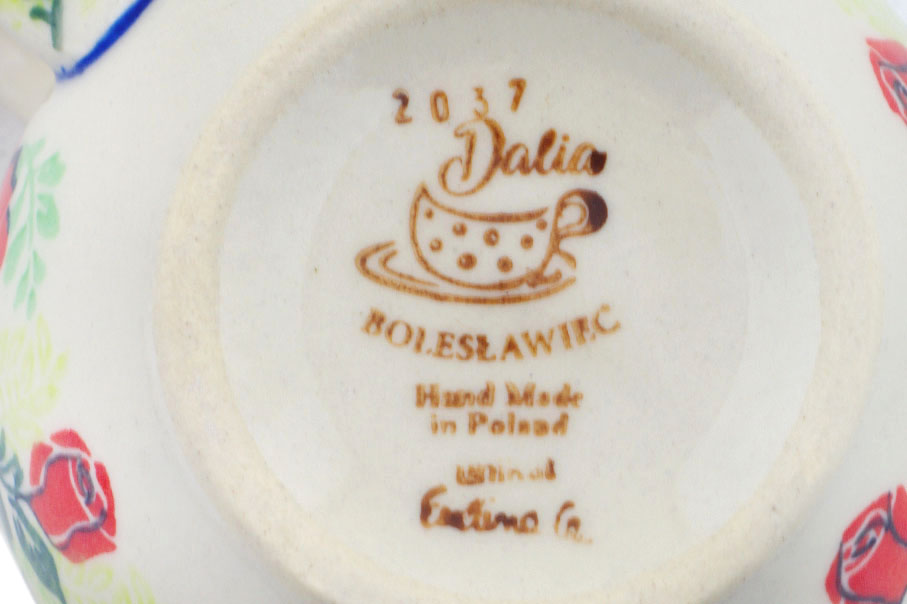 2037
Dalia
BOLESŁAWIEC
Hand Made
in Poland
G.